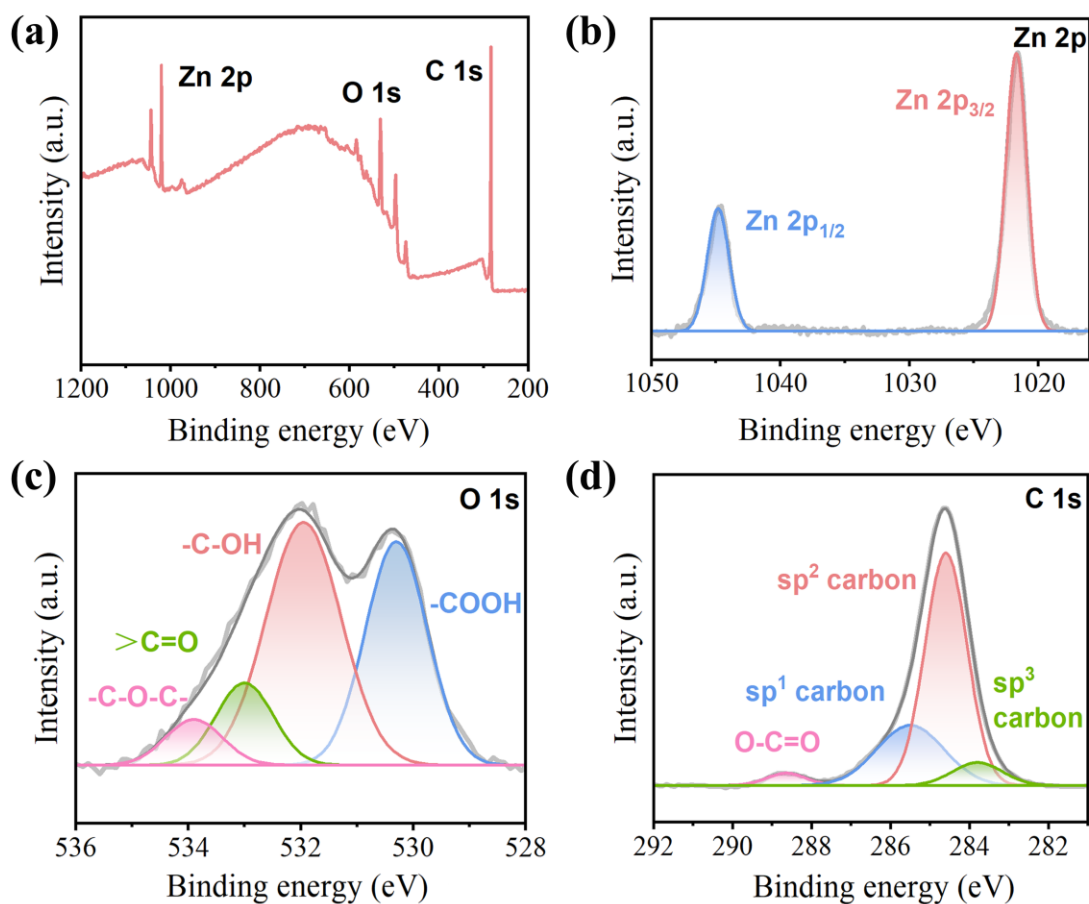 (a)
Zn 2p
O 1s
C 1s
Intensity (a.u.)
1200 1000 800 600 400 200
Binding energy (eV)
(b)
Zn 2p
Zn 2p3/2
Zn 2p1/2
Intensity (a.u.)
1050 1040 1030 1020
Binding energy (eV)
(c)
O 1s
-C-OH
-COOH
>C=O
-C-O-C-
Intensity (a.u.)
536 534 532 530 528
Binding energy (eV)
(d)
C 1s
sp² carbon
sp¹ carbon
sp³
carbon
O-C=O
Intensity (a.u.)
292 290 288 286 284 282
Binding energy (eV)